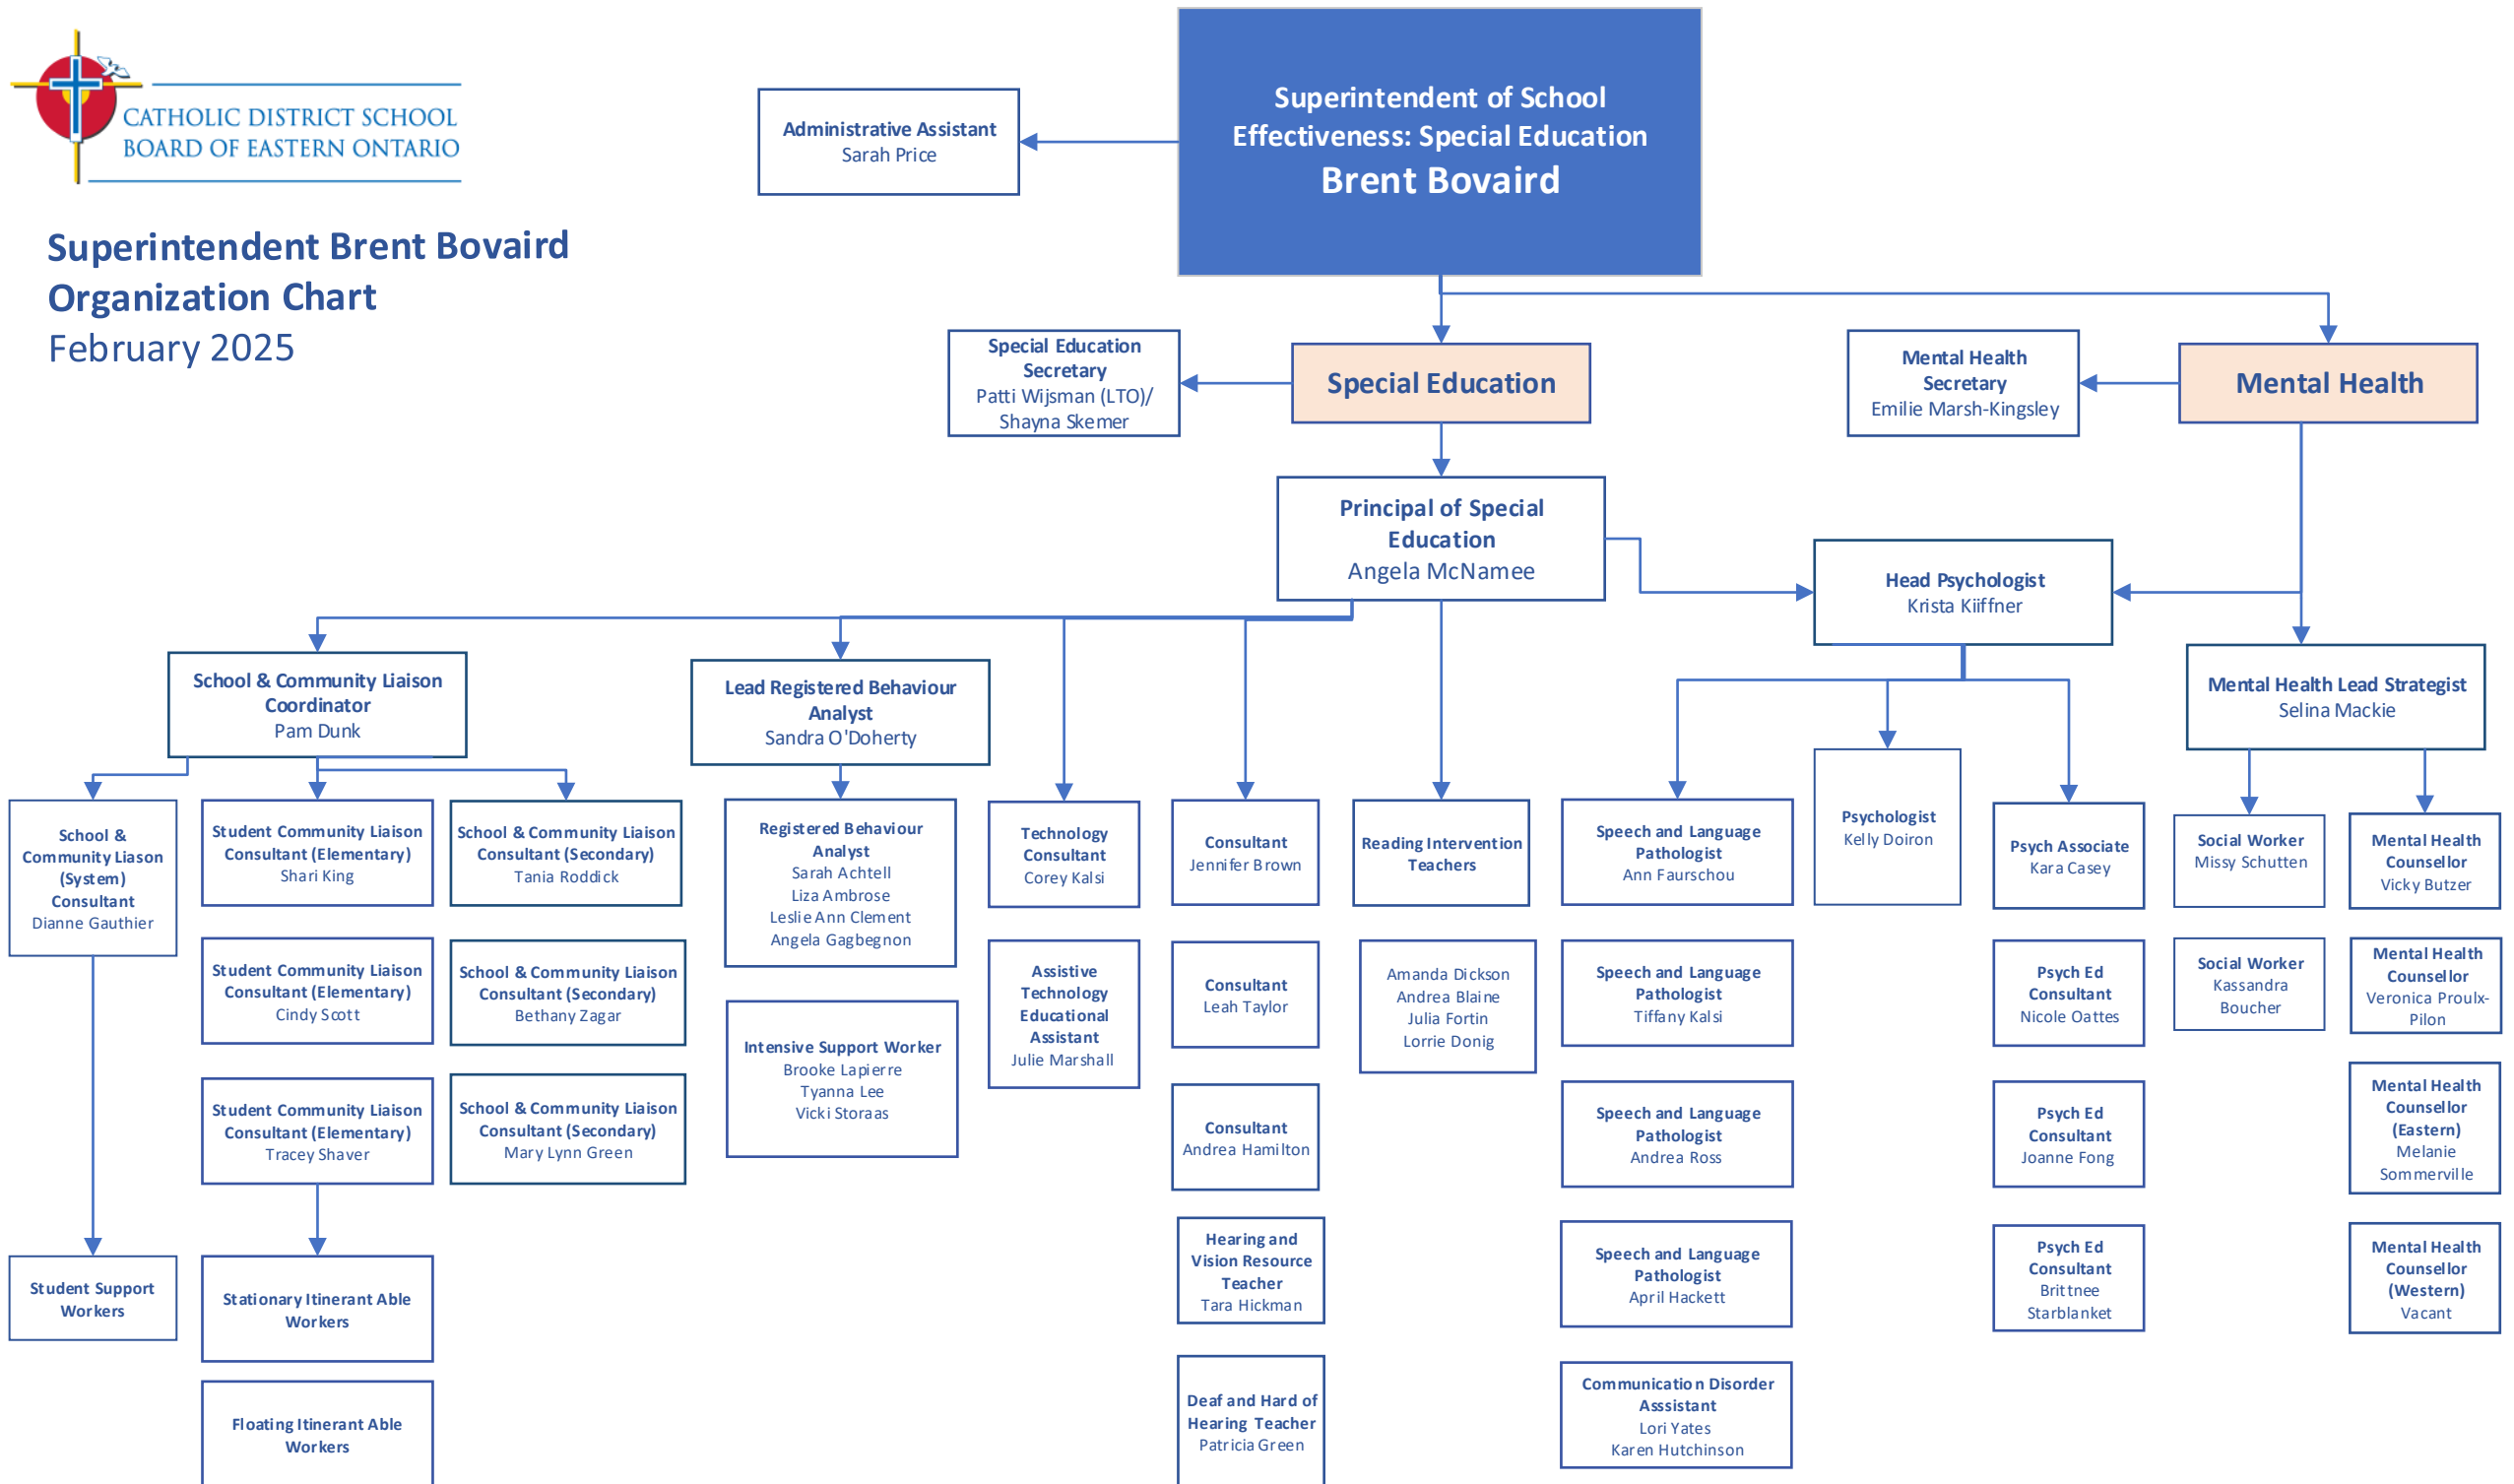 CATHOLIC DISTRICT SCHOOL
BOARD OF EASTERN ONTARIO
Superintendent Brent Bovaird
Organization Chart
February 2025
Administrative Assistant
Sarah Price
Superintendent of School
Effectiveness: Special Education
Brent Bovaird
Special Education
Secretary
Patti Wijsman (LTO)/
Shayna Skemer
Special Education
Mental Health
Secretary
Emilie Marsh-Kingsley
Mental Health
Principal of Special
Education
Angela McNamee
Head Psychologist
Krista Kiiffner
School & Community Liaison
Coordinator
Pam Dunk
Lead Registered Behaviour
Analyst
Sandra O'Doherty
Mental Health Lead Strategist
Selina Mackie
School &
Community Liason
(System)
Consultant
Dianne Gauthier
Student Support
Workers
Student Community Liaison
Consultant (Elementary)
Shari King
Student Community Liaison
Consultant (Elementary)
Cindy Scott
Student Community Liaison
Consultant (Elementary)
Tracey Shaver
Stationary Itinerant Able
Workers
Floating Itinerant Able
Workers
School & Community Liaison
Consultant (Secondary)
Tania Roddick
School & Community Liaison
Consultant (Secondary)
Bethany Zagar
School & Community Liaison
Consultant (Secondary)
Mary Lynn Green
Registered Behaviour
Analyst
Sarah Achtell
Liza Ambrose
Leslie Ann Clement
Angela Gagbegnon
Intensive Support Worker
Brooke Lapierre
Tyanna Lee
Vicki Storaas
Technology
Consultant
Corey Kalsi
Assistive
Technology
Educational
Assistant
Julie Marshall
Consultant
Jennifer Brown
Consultant
Leah Taylor
Consultant
Andrea Hamilton
Hearing and
Vision Resource
Teacher
Tara Hickman
Deaf and Hard of
Hearing Teacher
Patricia Green
Reading Intervention
Teachers
Amanda Dickson
Andrea Blaine
Julia Fortin
Lorrie Donig
Speech and Language
Pathologist
Ann Faurschou
Speech and Language
Pathologist
Tiffany Kalsi
Speech and Language
Pathologist
Andrea Ross
Speech and Language
Pathologist
April Hackett
Communication Disorder
Asssistant
Lori Yates
Karen Hutchinson
Psychologist
Kelly Doiron
Psych Associate
Kara Casey
Psych Ed
Consultant
Nicole Oattes
Psych Ed
Consultant
Joanne Fong
Psych Ed
Consultant
Brittnee
Starblanket
Social Worker
Missy Schutten
Social Worker
Kassandra
Boucher
Mental Health
Counsellor
Vicky Butzer
Mental Health
Counsellor
Veronica Proulx-
Pilon
Mental Health
Counsellor
(Eastern)
Melanie
Sommerville
Mental Health
Counsellor
(Western)
Vacant